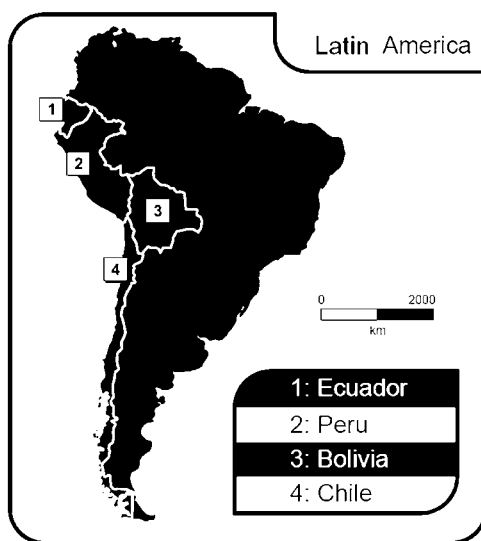 Latin America
1
2
3
4
0 2000
km
1: Ecuador
2: Peru
3: Bolivia
4: Chile